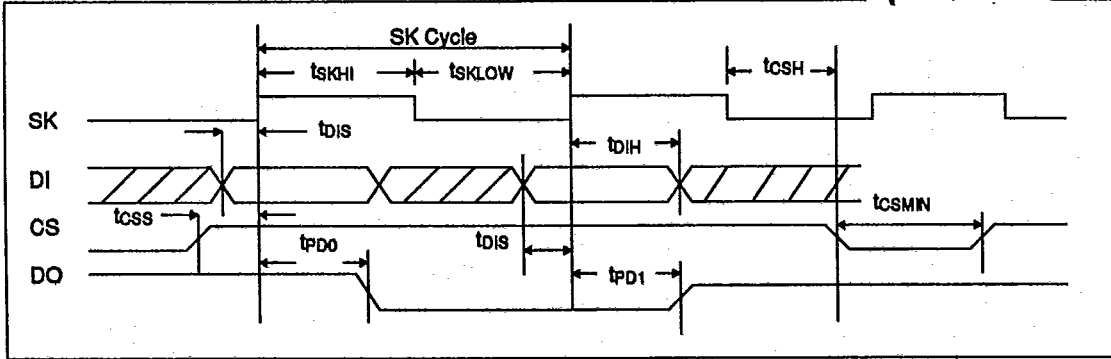 SK Cycle
tSKHI
tSKLOW
tCSH
SK
tDIS
tDIH
DI
tCSS
tCSMIN
CS
tPD0
tDIS
DO
tPD1